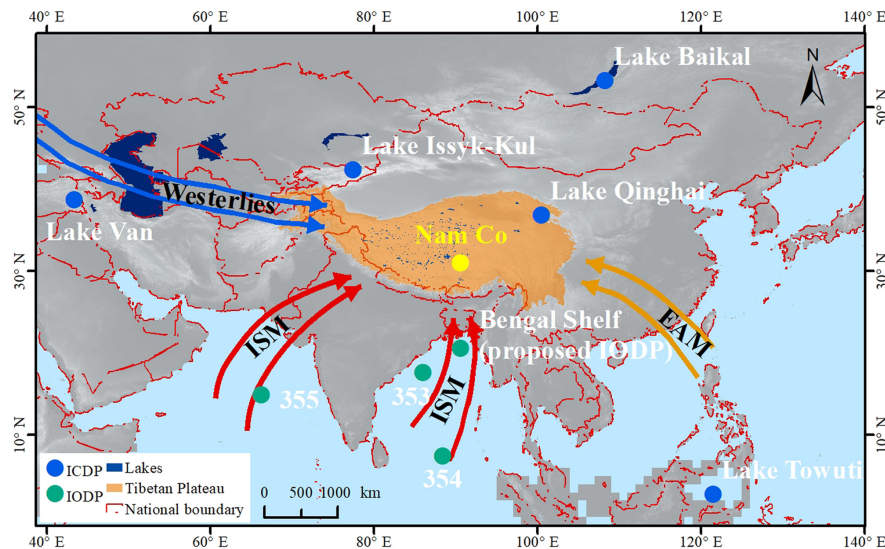 40° E
60° E
80° E
100° E
120° E
140° E
Lake Baikal
N
50° N
50° N
Lake Issyk-Kul
Westerlies
Lake Qinghai
Lake Van
Nam Co
30° N
30° N
ISM
Bengal Shelf
(proposed IODP)
EAM
353
355
ISM
10° N
10° N
354
Lake Towuti
ICDP
Lakes
IODP
Tibetan Plateau
National boundary
0 500 1000 km
40° E
60° E
80° E
100° E
120° E
140° E